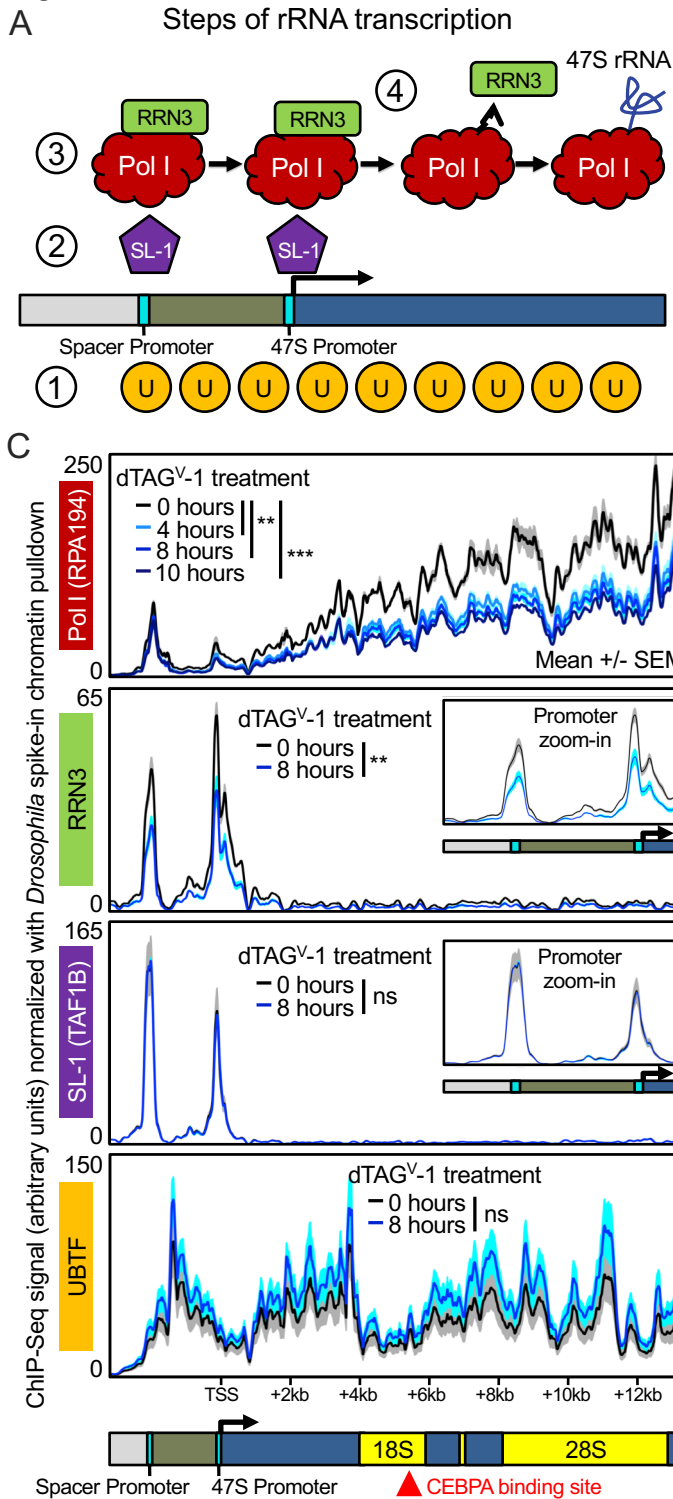 A
Steps of rRNA transcription
47S rRNA
4
RRN3
RRN3
RRN3
3
Pol I
Pol I
Pol I
Pol I
2
SL-1
SL-1
Spacer Promoter
47S Promoter
1
U U U U U U U U U
C
ChIP-Seq signal (arbitrary units) normalized with Drosophila spike-in chromatin pulldown
Pol I (RPA194)
250
0
dTAGV-1 treatment
0 hours
4 hours
8 hours
10 hours
**
***
Mean +/- SEM
RRN3
65
0
dTAGV-1 treatment
0 hours
8 hours
**
Promoter
zoom-in
SL-1 (TAF1B)
165
0
dTAGV-1 treatment
0 hours
8 hours
ns
Promoter
zoom-in
UBTF
150
0
dTAGV-1 treatment
0 hours
8 hours
ns
TSS +2kb +4kb +6kb +8kb +10kb +12kb
18S
28S
Spacer Promoter
47S Promoter
CEBPA binding site